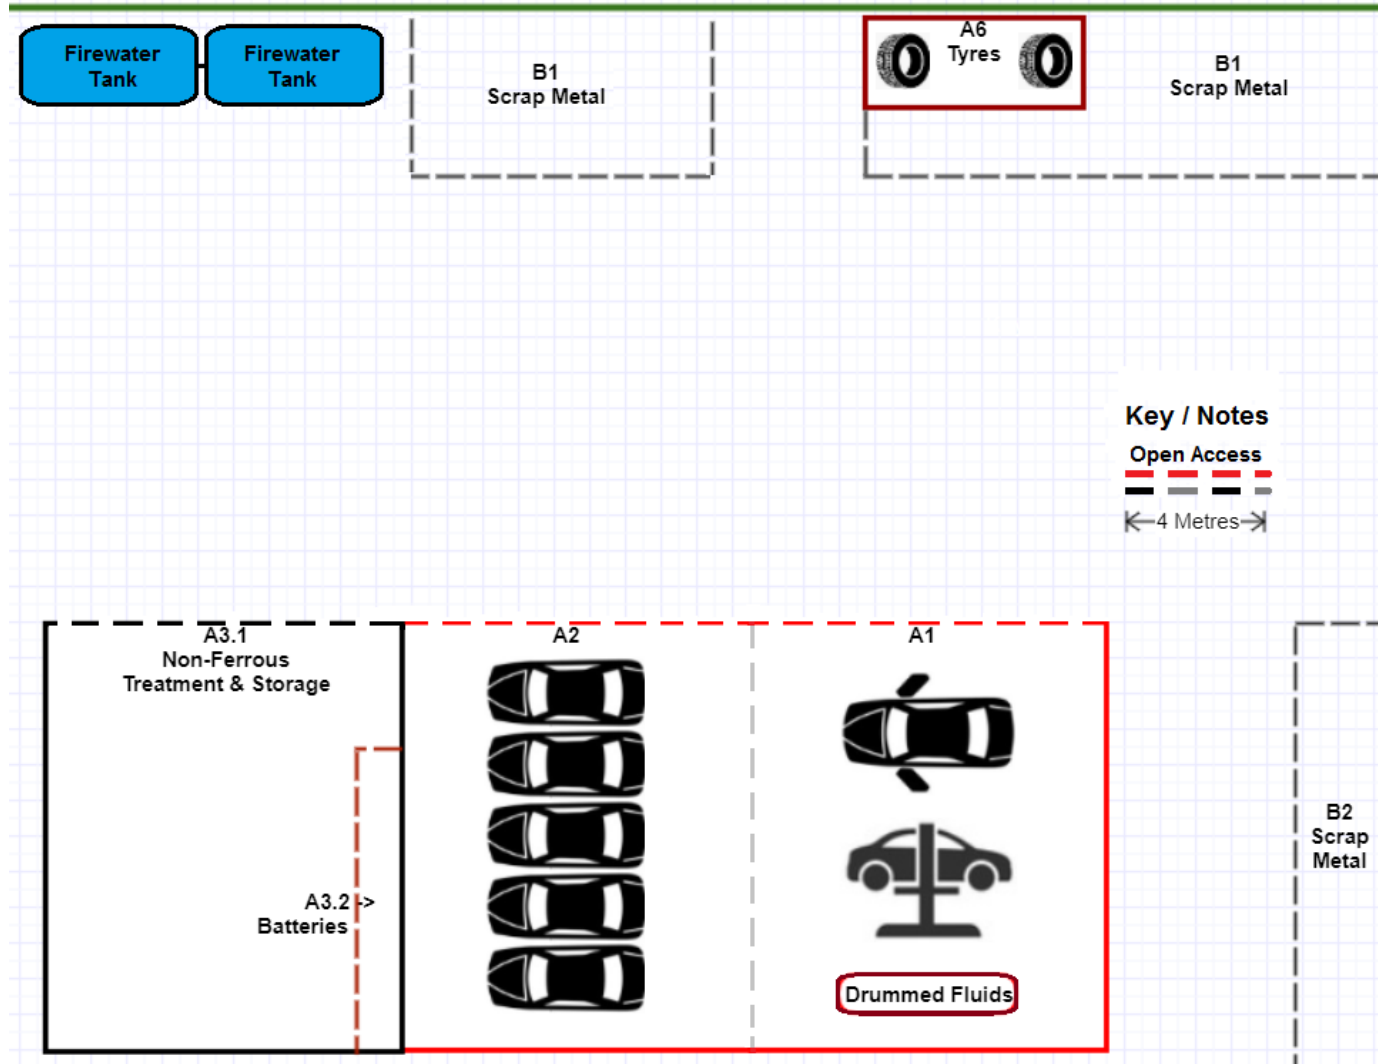 Firewater
Tank
Firewater
Tank
B1
Scrap Metal
A6
Tyres
B1
Scrap Metal
Key / Notes
Open Access
4 Metres
A3.1
Non-Ferrous
Treatment & Storage
A2
A1
A3.2 ->
Batteries
B2
Scrap
Metal
Drummed Fluids